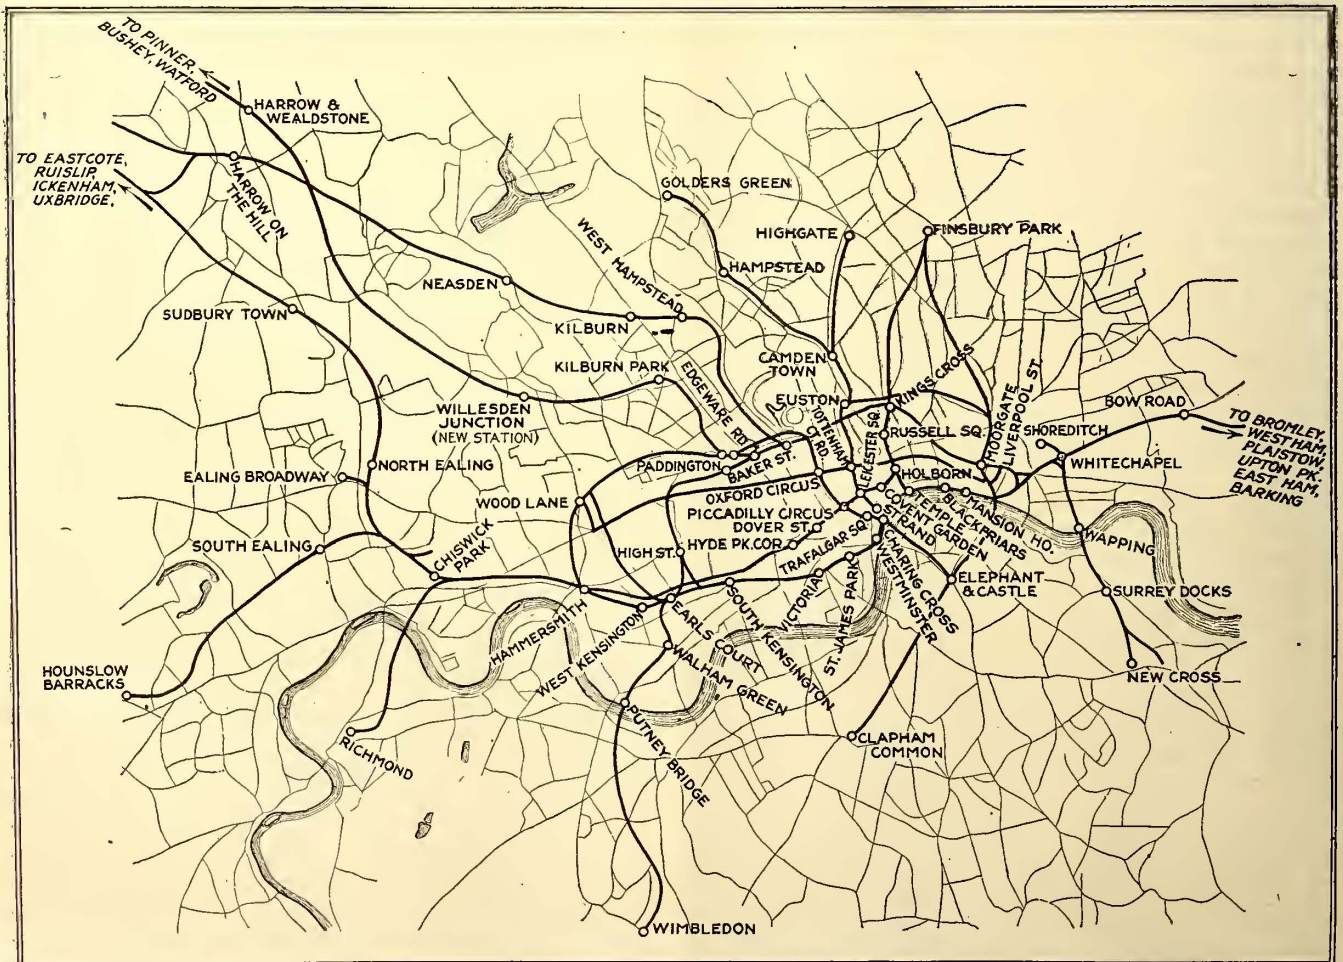 TO PINNER,
BUSHEY, WATFORD
HARROW &
WEALDSTONE
TO EASTCOTE,
RUISLIP,
ICKENHAM,
UXBRIDGE,
HARROW ON
THE HILL
GOLDERS GREEN
HIGHGATE
FINSBURY PARK
WEST HAMPSTEAD
HAMPSTEAD
NEASDEN
SUDBURY TOWN
KILBURN
CAMDEN
TOWN
KILBURN PARK
EDGEWARE RD.
EUSTON
KINGS CROSS
MOORGATE
LIVERPOOL ST.
BOW ROAD
WILLESDEN
JUNCTION
(NEW STATION)
TOTTENHAM
CT. RD.
LEICESTER SQ.
RUSSELL SQ.
SHOREDITCH
TO BROMLEY,
WEST HAM,
PLAISTOW,
UPTON PK.
EAST HAM,
BARKING
WHITECHAPEL
NORTH EALING
EALING BROADWAY
PADDINGTON
BAKER ST.
HOLBORN
WOOD LANE
OXFORD CIRCUS
PICCADILLY CIRCUS
DOVER ST.
COVENT GARDEN
TEMPLE
BLACKFRIARS
MANSION HO.
STRAND
WAPPING
SOUTH EALING
CHISWICK
PARK
HIGH ST.
HYDE PK. COR.
TRAFALGAR SQ.
CHARING CROSS
WESTMINSTER
ELEPHANT
& CASTLE
SURREY DOCKS
HAMMERSMITH
WEST KENSINGTON
EARLS COURT
SOUTH KENSINGTON
VICTORIA
ST. JAMES PARK
WALHAM GREEN
HOUNSLOW
BARRACKS
NEW CROSS
RICHMOND
PUTNEY BRIDGE
CLAPHAM
COMMON
WIMBLEDON